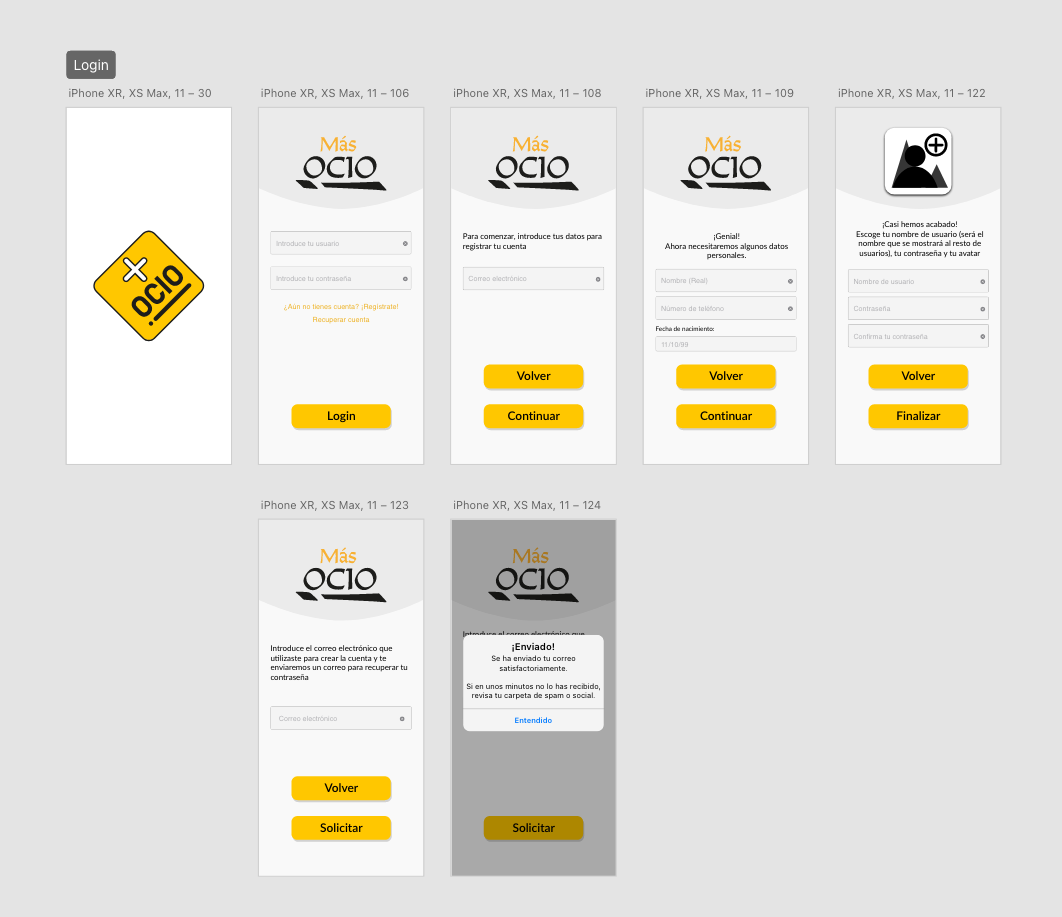 Login
iPhone XR, XS Max, 11 – 30
OCIO
iPhone XR, XS Max, 11 – 106
Más
OCIO
Introduce tu usuario
Introduce tu contraseña
¿Aún no tienes cuenta? ¡Regístrate!
Recuperar cuenta
Login
iPhone XR, XS Max, 11 – 108
Más
OCIO
Para comenzar, introduce tus datos para
registrar tu cuenta
Correo electrónico
Volver
Continuar
iPhone XR, XS Max, 11 – 109
Más
OCIO
¡Genial!
Ahora necesitaremos algunos datos
personales.
Nombre (Real)
Número de teléfono
Fecha de nacimiento:
11/10/99
Volver
Continuar
iPhone XR, XS Max, 11 – 122
¡Casi hemos acabado!
Escoge tu nombre de usuario (será el
nombre que se mostrará al resto de
usuarios), tu contraseña y tu avatar
Nombre de usuario
Contraseña
Confirma tu contraseña
Volver
Finalizar
iPhone XR, XS Max, 11 – 123
Más
OCIO
Introduce el correo electrónico que
utilizaste para crear la cuenta y te
enviaremos un correo para recuperar tu
contraseña
Correo electrónico
Volver
Solicitar
iPhone XR, XS Max, 11 – 124
Más
OCIO
Introduce el correo electrónico que
¡Enviado!
Se ha enviado tu correo
satisfactoriamente.
Si en unos minutos no lo has recibido,
revisa tu carpeta de spam o social.
Entendido
Solicitar